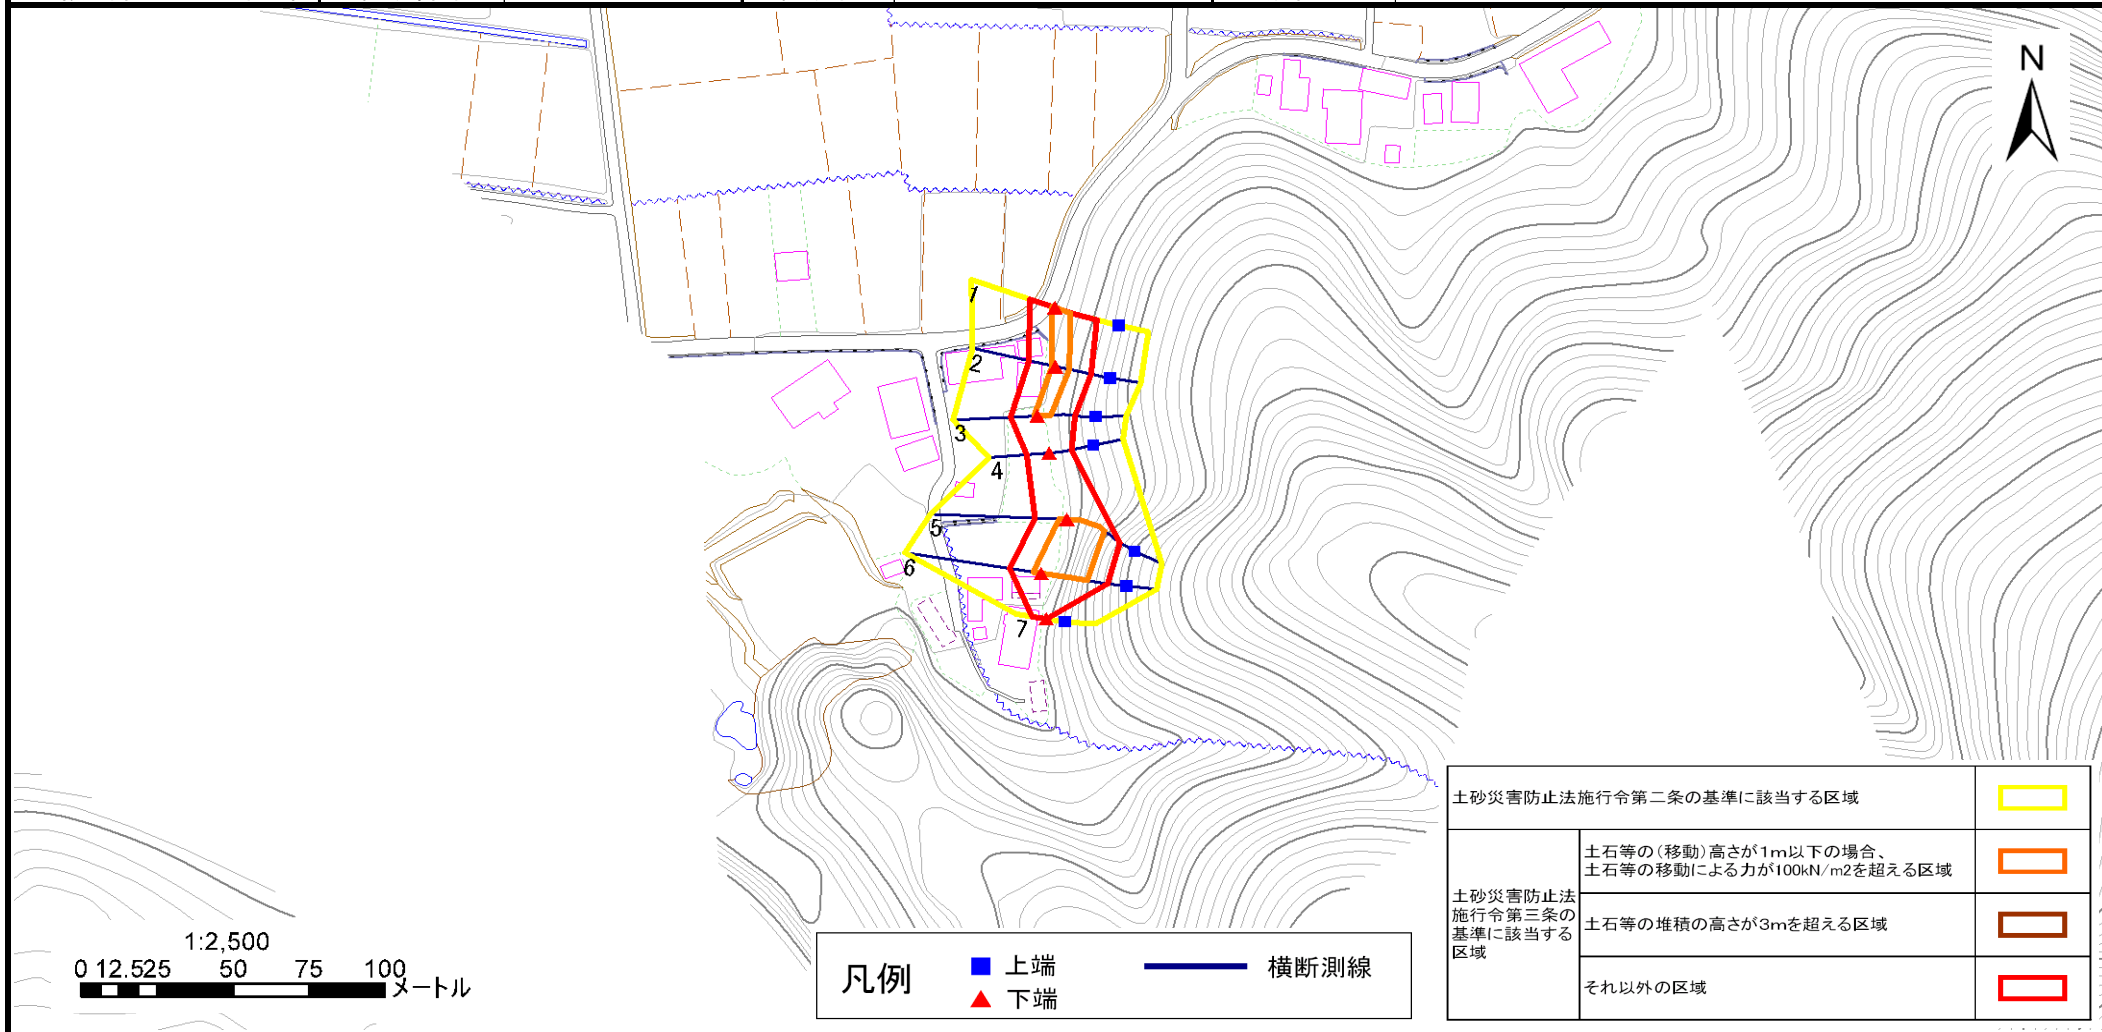 N
1
2
3
4
5
6
7
1:2,500
0 12.525 50 75 100
メートル
凡例
上端
下端
横断測線
土砂災害防止法施行令第二条の基準に該当する区域
土砂災害防止法
施行令第三条の
基準に該当する
区域
土石等の(移動)高さが1m以下の場合、
土石等の移動による力が100kN/m2を超える区域
土石等の堆積の高さが3mを超える区域
それ以外の区域